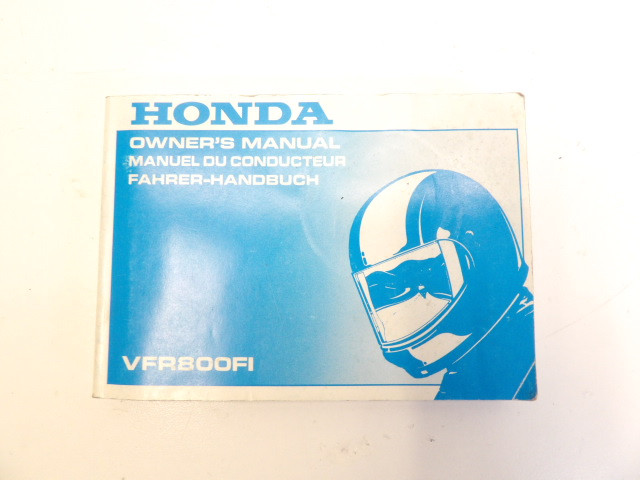 HONDA
OWNER'S MANUAL
MANUEL DU CONDUCTEUR
FAHRER-HANDBUCH
VFR800FI